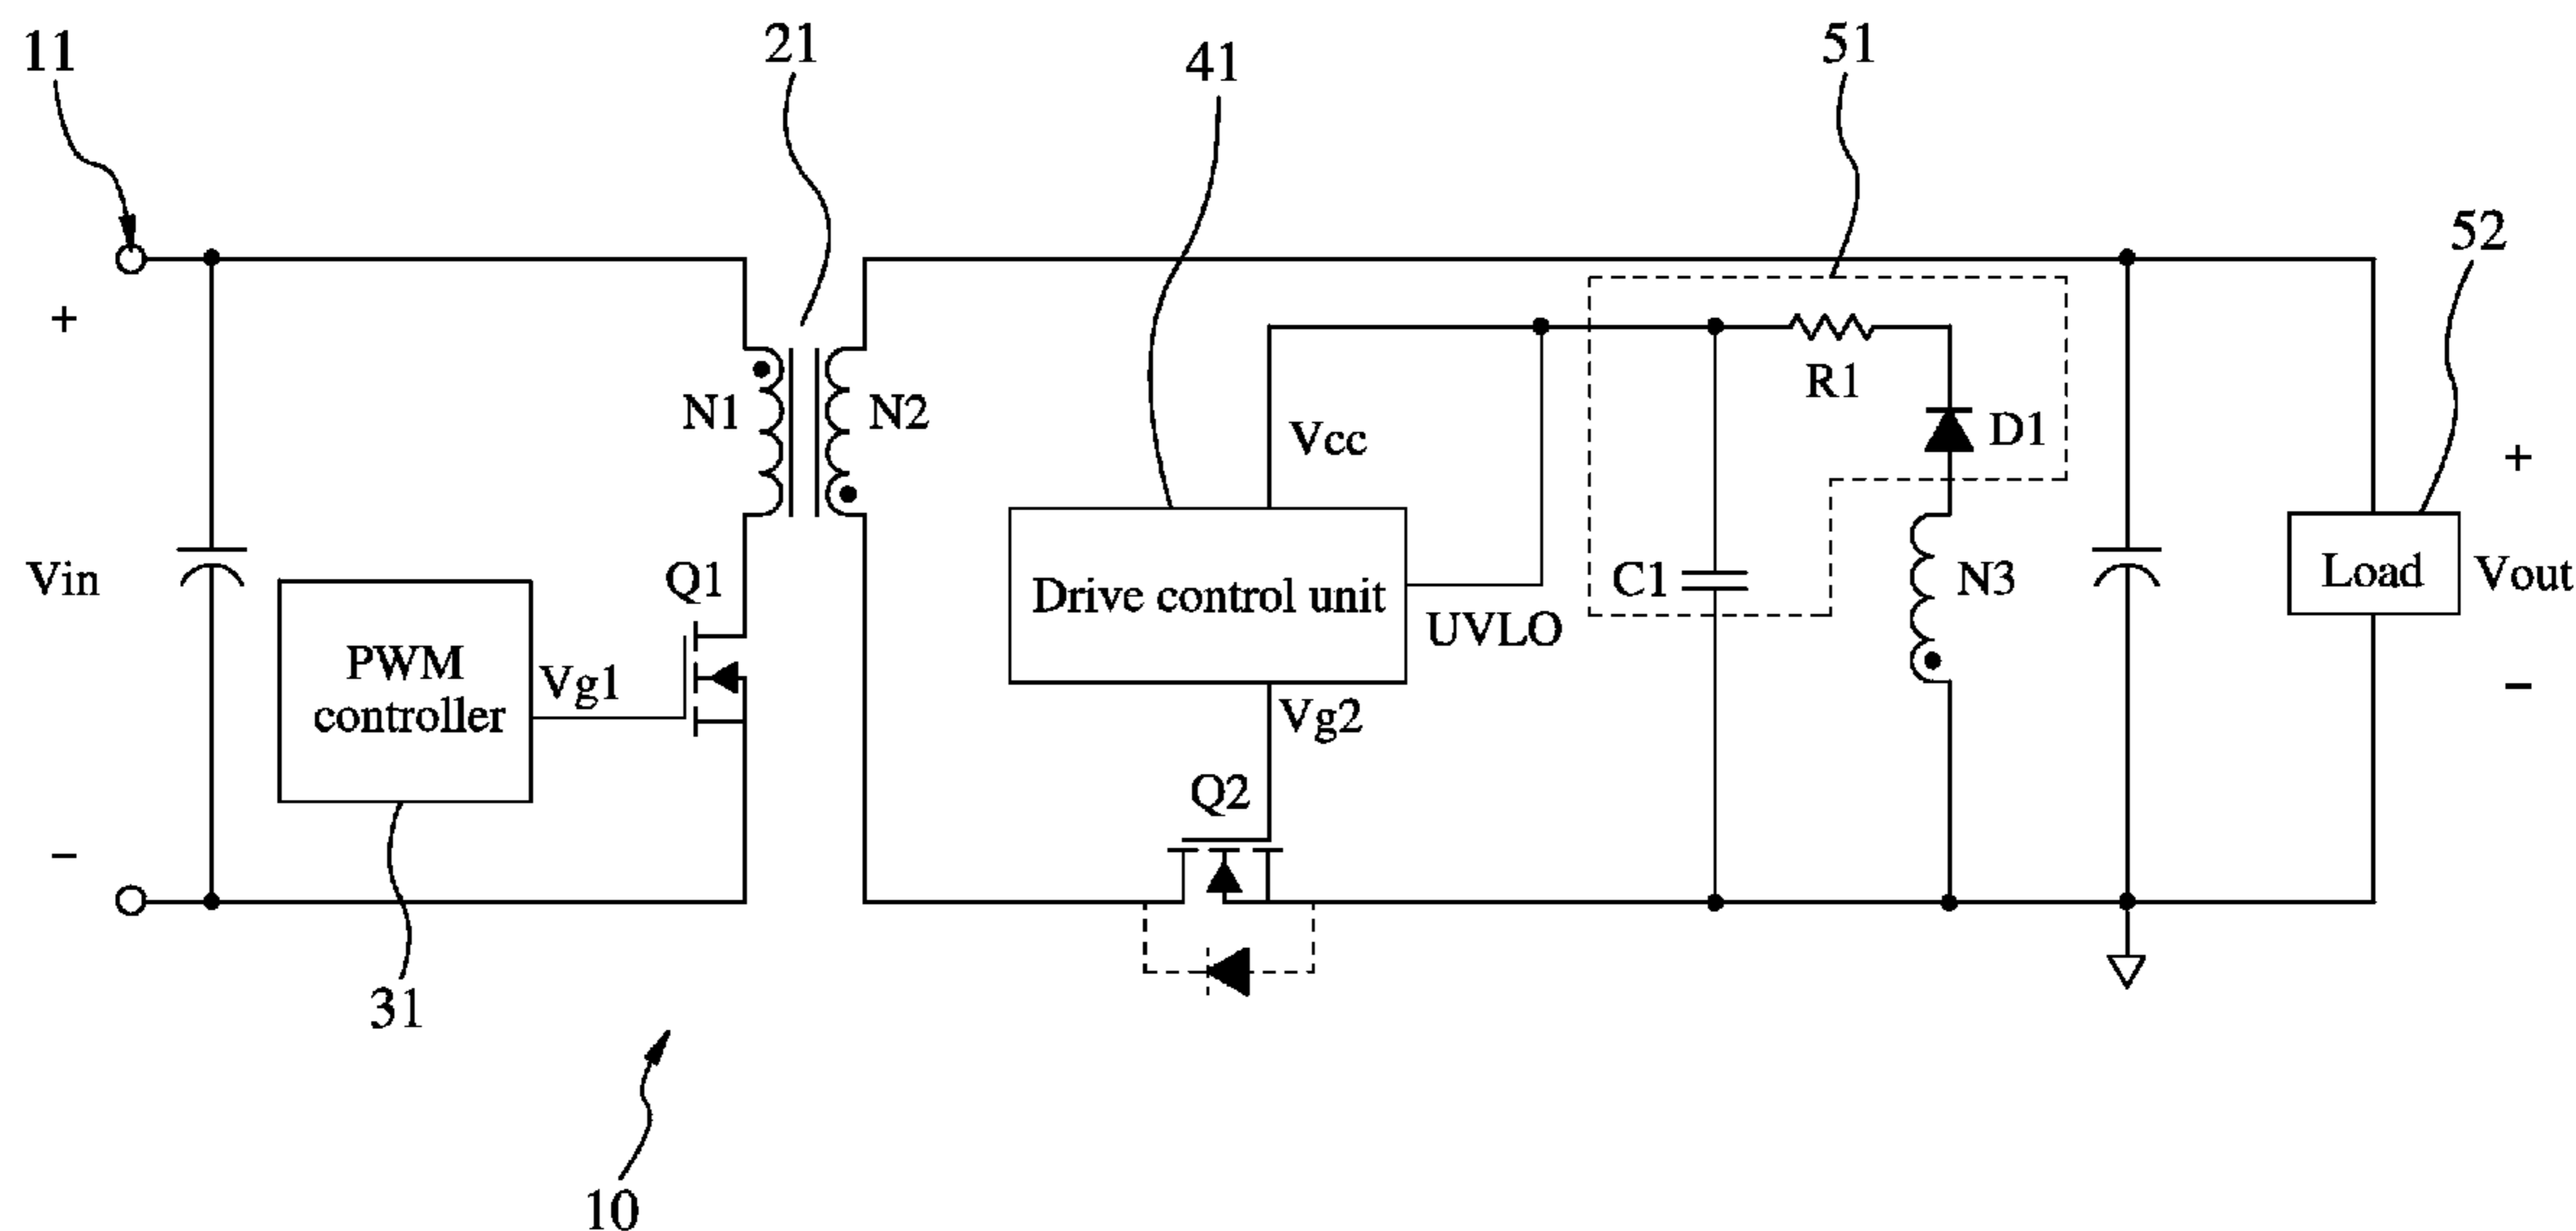 11
21
41
51
52
+
N1
N2
Vcc
R1
D1
+
Vin
Q1
Drive control unit
UVLO
C1
N3
Load
Vout
PWM
controller
Vg1
Vg2
−
Q2
−
31
10